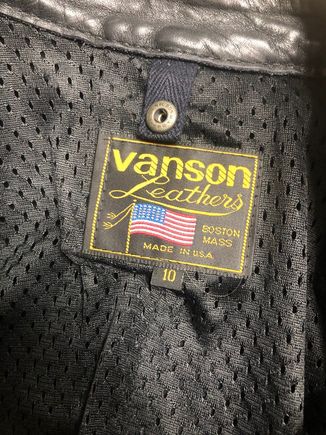 vanson
Leathers
BOSTON
MASS
MADE IN U.S.A
10